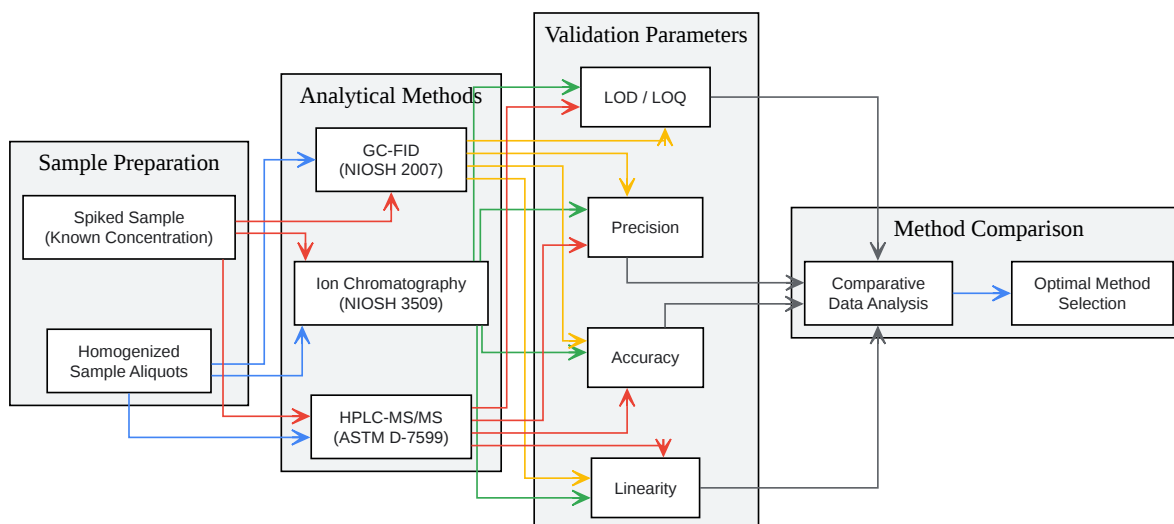 Sample Preparation
Spiked Sample
(Known Concentration)
Homogenized
Sample Aliquots
Analytical Methods
GC-FID
(NIOSH 2007)
Ion Chromatography
(NIOSH 3509)
HPLC-MS/MS
(ASTM D-7599)
Validation Parameters
LOD / LOQ
Precision
Accuracy
Linearity
Method Comparison
Comparative
Data Analysis
Optimal Method
Selection